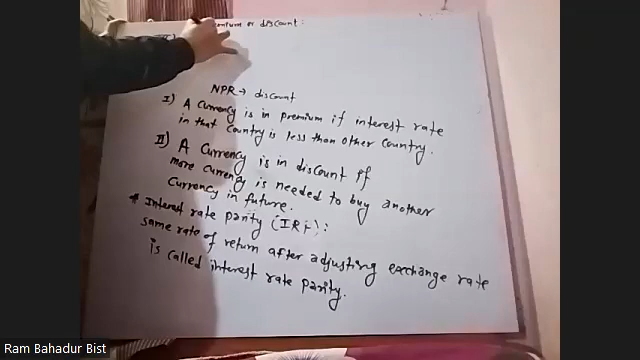 or discount:
NPR → discount
I) A currency is in premium if interest rate
in that country is less than other country.
II) A currency is in discount if
more currency is needed to buy another
currency in future.
# Interest rate parity (IRP):
same rate of return after adjusting exchange rate
is called interest rate parity.
Ram Bahadur Bist